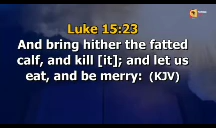 Luke 15:23
And bring hither the fatted
calf, and kill [it]; and let us
eat, and be merry: (KJV)